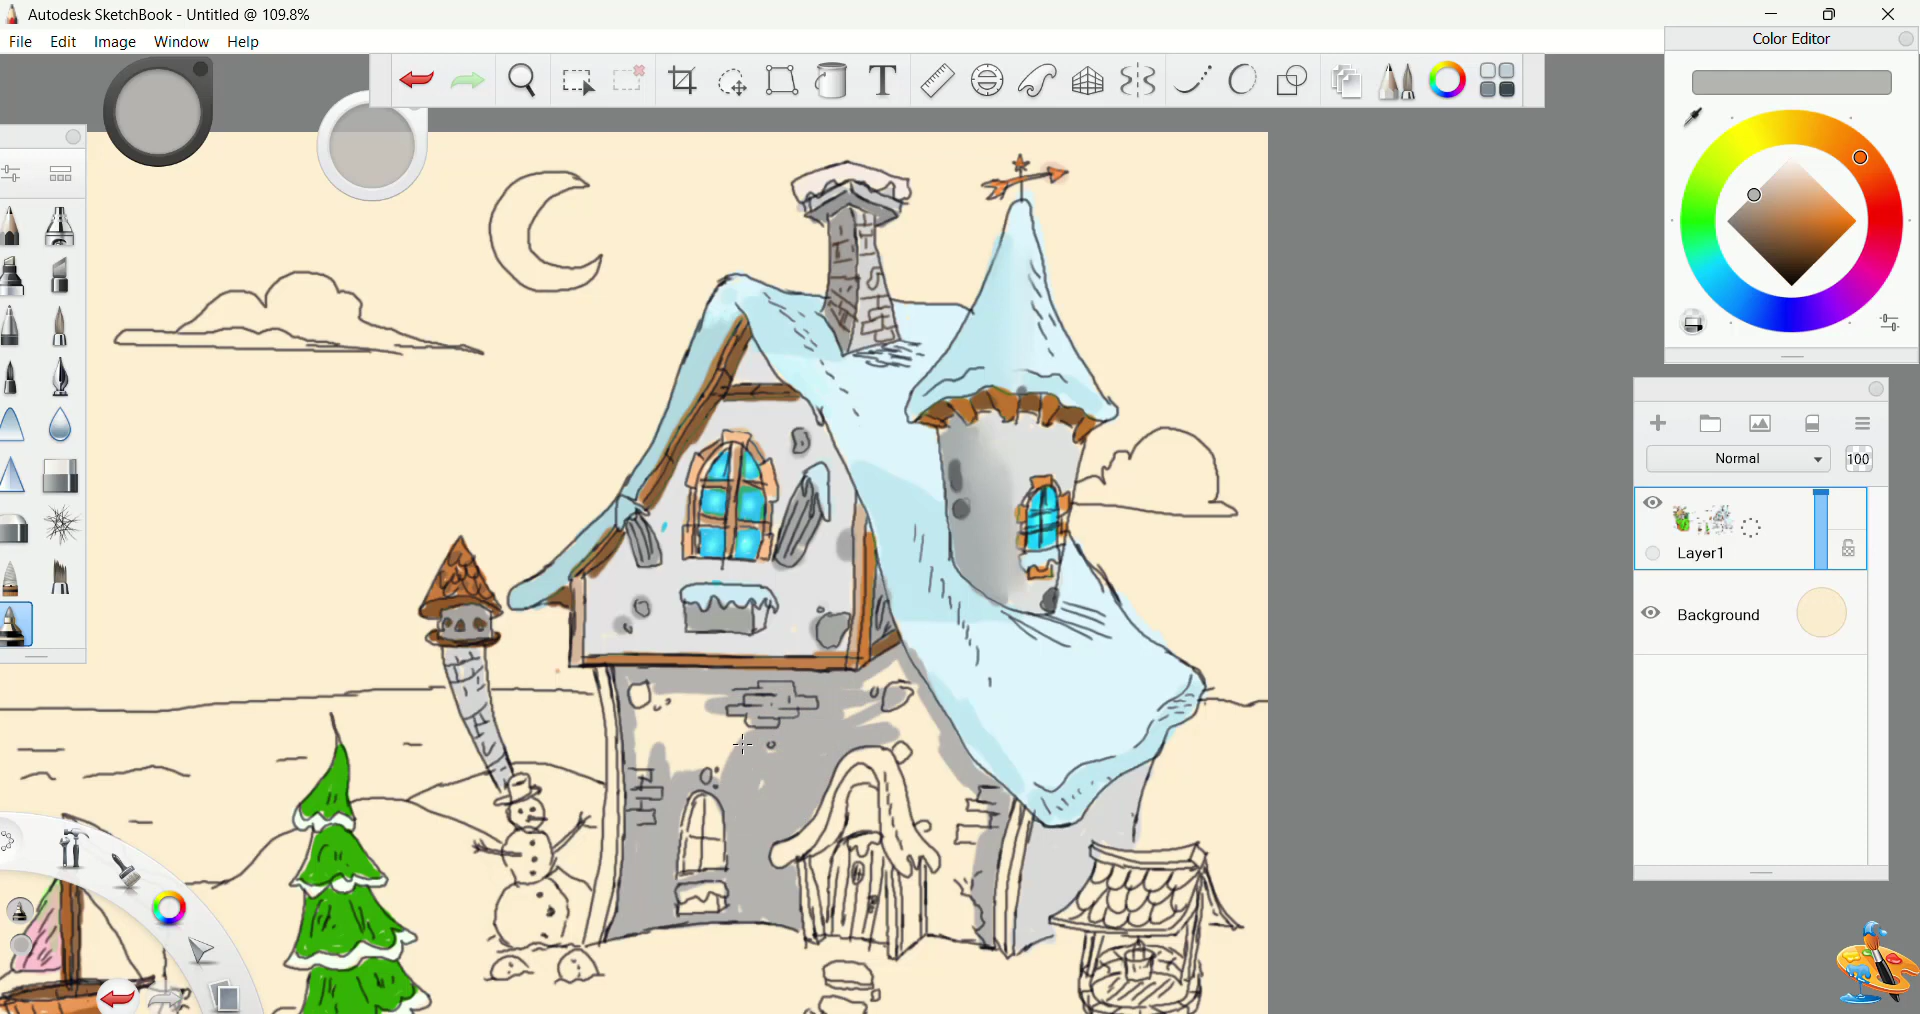 Autodesk SketchBook - Untitled @ 109.8%
File Edit Image Window Help
Color Editor
Normal
100
Layer1
Background